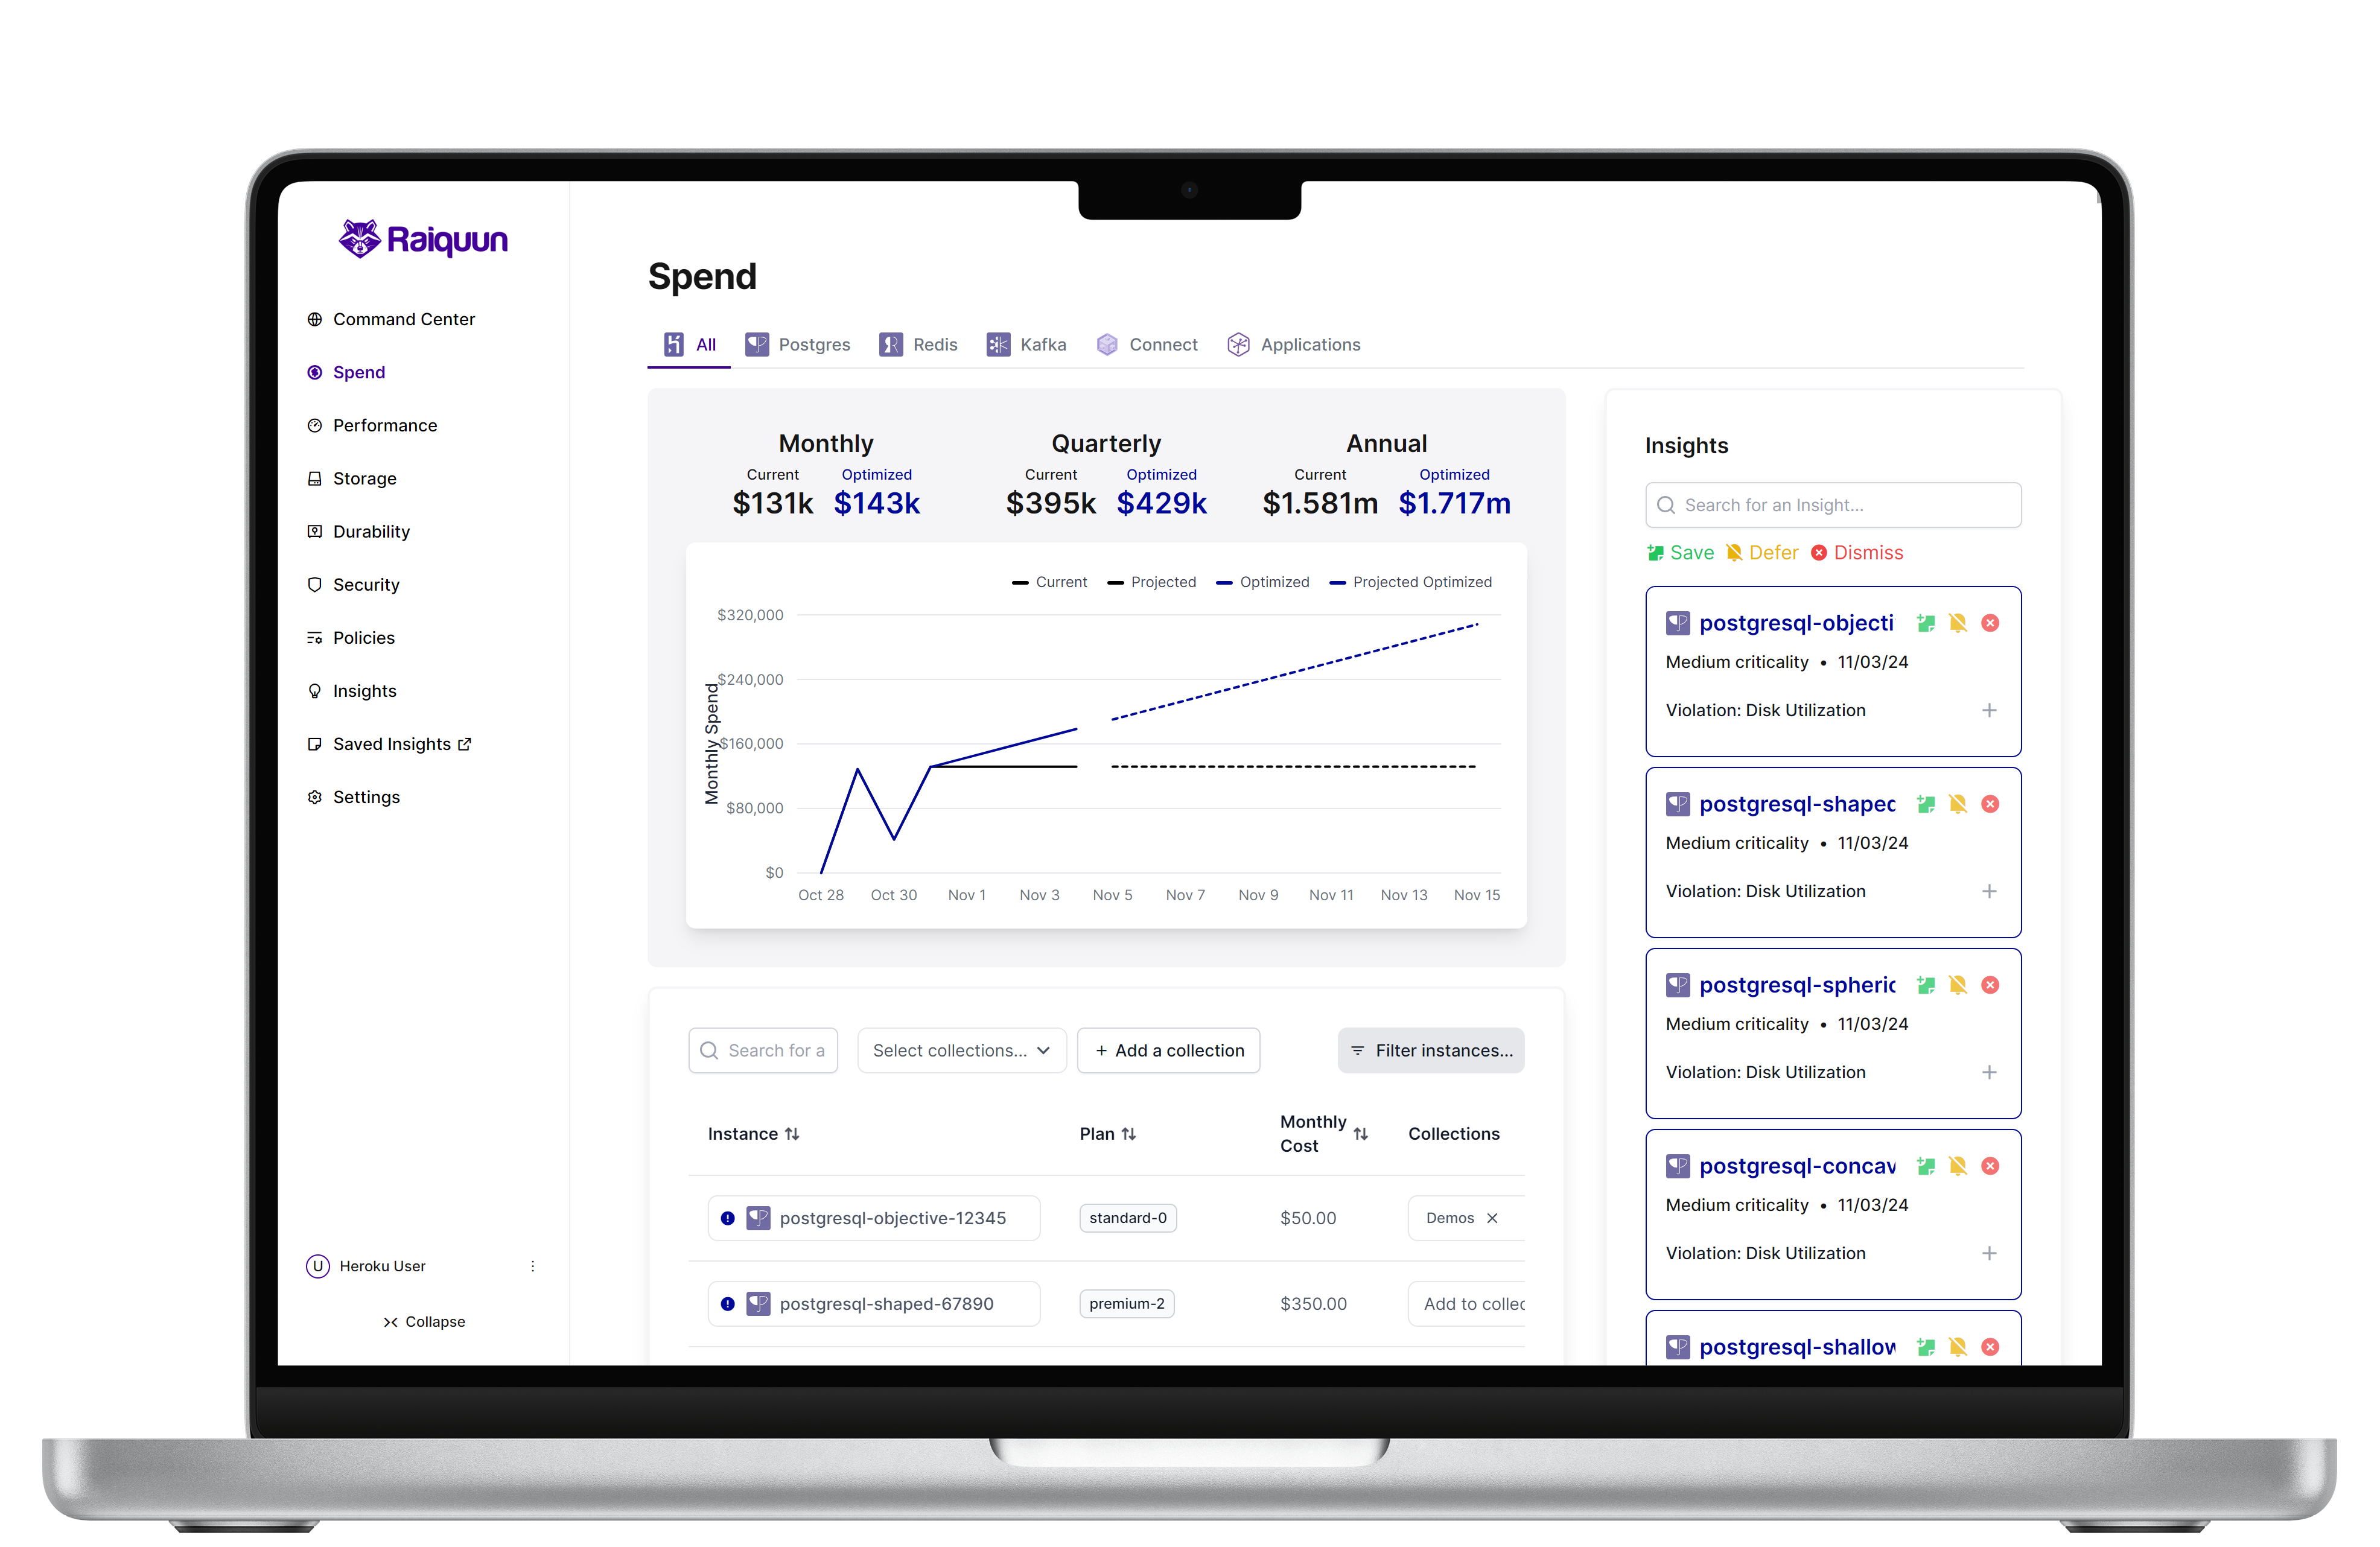 Raiquun
Command Center
Spend
Performance
Storage
Durability
Security
Policies
Insights
Saved Insights
Settings
U Heroku User
Collapse
Spend
All Postgres Redis Kafka Connect Applications
Monthly Quarterly Annual
Current Optimized Current Optimized Current Optimized
$131k $143k $395k $429k $1.581m $1.717m
Current Projected Optimized Projected Optimized
Monthly Spend
$320,000
$240,000
$160,000
$80,000
$0
Oct 28 Oct 30 Nov 1 Nov 3 Nov 5 Nov 7 Nov 9 Nov 11 Nov 13 Nov 15
Search for a Select collections... + Add a collection Filter instances...
Instance Plan Monthly Cost Collections
postgresql-objective-12345 standard-0 $50.00 Demos
postgresql-shaped-67890 premium-2 $350.00 Add to collec
Insights
Search for an Insight...
Save Defer Dismiss
postgresql-objecti
Medium criticality • 11/03/24
Violation: Disk Utilization
postgresql-shaped
Medium criticality • 11/03/24
Violation: Disk Utilization
postgresql-spheric
Medium criticality • 11/03/24
Violation: Disk Utilization
postgresql-concav
Medium criticality • 11/03/24
Violation: Disk Utilization
postgresql-shallow